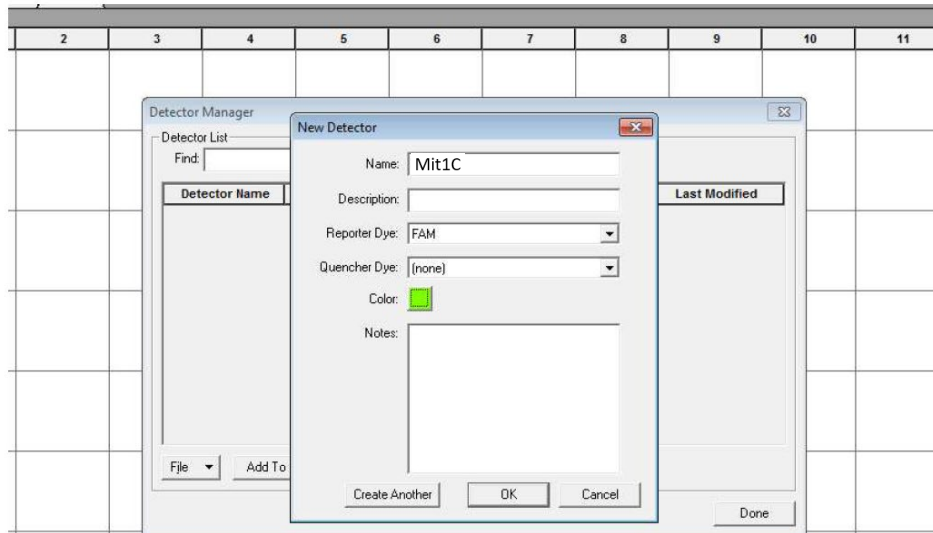 2 3 4 5 6 7 8 9 10 11
Detector Manager
New Detector
Detector List
Find:
Name: Mit1C
Detector Name
Last Modified
Description:
Reporter Dye: FAM
Quencher Dye: (none)
Color:
Notes:
File
Add To
Create Another
OK
Cancel
Done